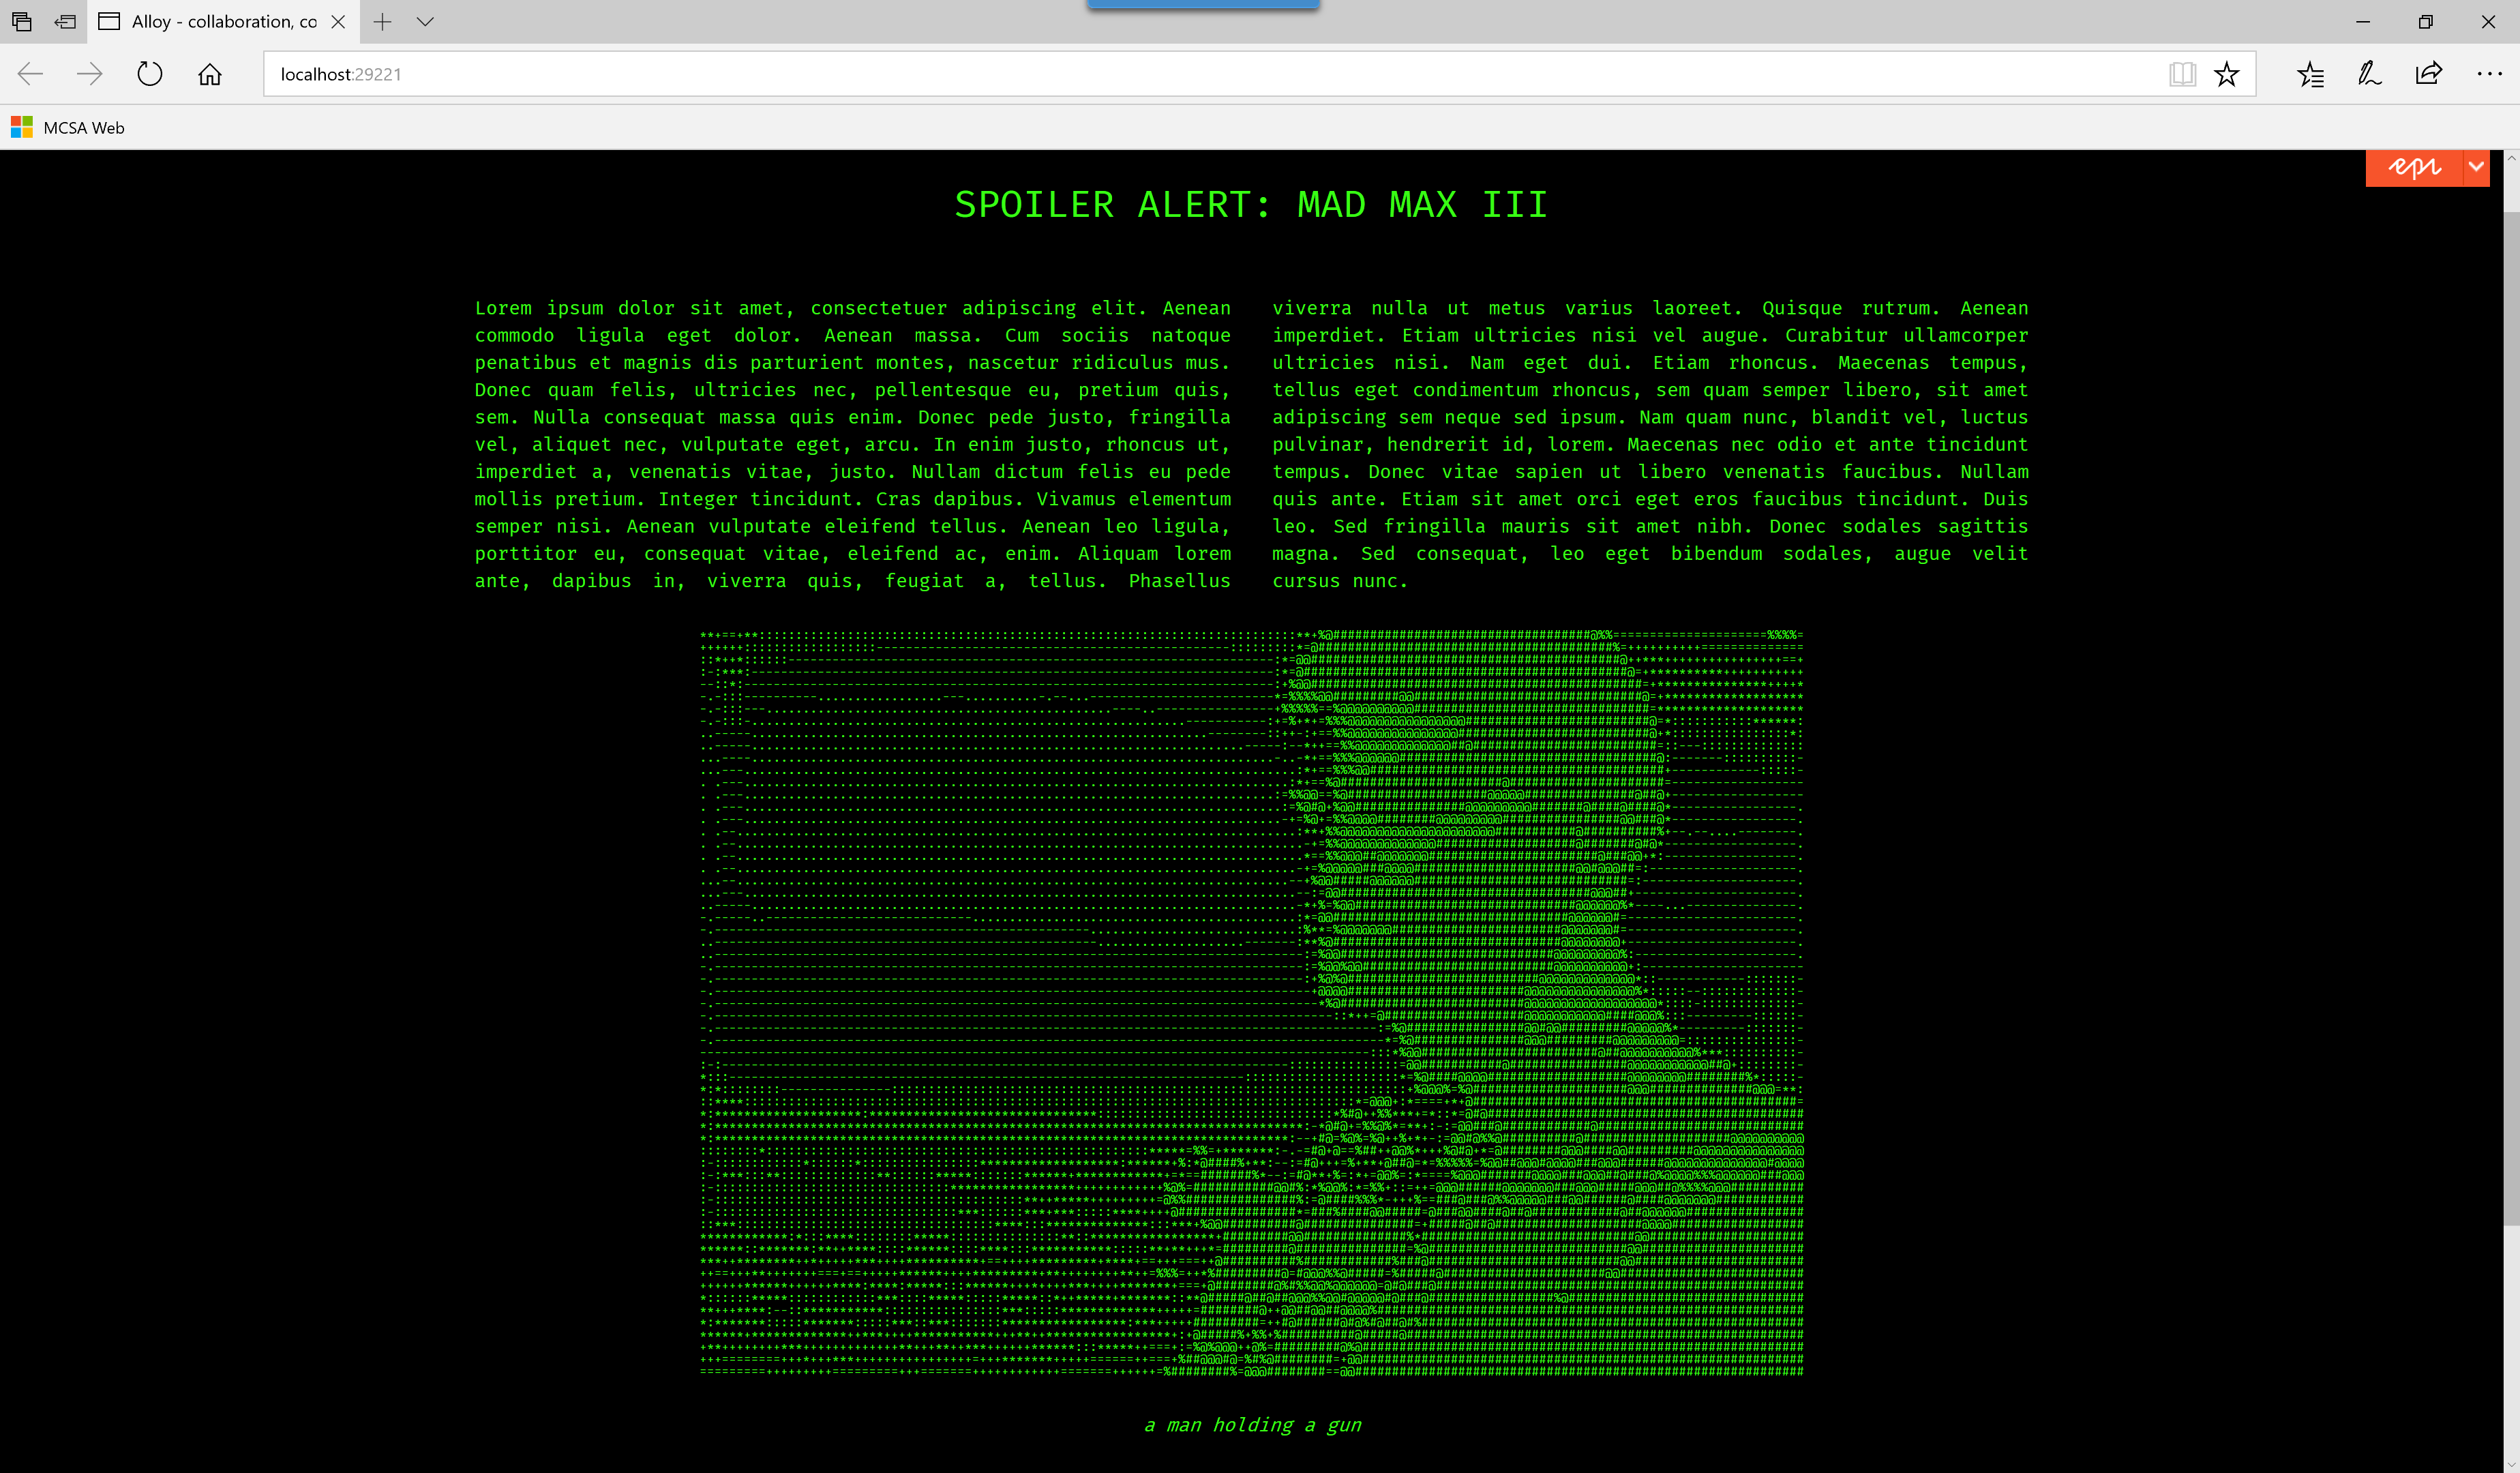 Alloy - collaboration, co
localhost:29221
MCSA Web
epi
SPOILER ALERT: MAD MAX III
Lorem ipsum dolor sit amet, consectetuer adipiscing elit. Aenean
commodo ligula eget dolor. Aenean massa. Cum sociis natoque
penatibus et magnis dis parturient montes, nascetur ridiculus mus.
Donec quam felis, ultricies nec, pellentesque eu, pretium quis,
sem. Nulla consequat massa quis enim. Donec pede justo, fringilla
vel, aliquet nec, vulputate eget, arcu. In enim justo, rhoncus ut,
imperdiet a, venenatis vitae, justo. Nullam dictum felis eu pede
mollis pretium. Integer tincidunt. Cras dapibus. Vivamus elementum
semper nisi. Aenean vulputate eleifend tellus. Aenean leo ligula,
porttitor eu, consequat vitae, eleifend ac, enim. Aliquam lorem
ante, dapibus in, viverra quis, feugiat a, tellus. Phasellus
viverra nulla ut metus varius laoreet. Quisque rutrum. Aenean
imperdiet. Etiam ultricies nisi vel augue. Curabitur ullamcorper
ultricies nisi. Nam eget dui. Etiam rhoncus. Maecenas tempus,
tellus eget condimentum rhoncus, sem quam semper libero, sit amet
adipiscing sem neque sed ipsum. Nam quam nunc, blandit vel, luctus
pulvinar, hendrerit id, lorem. Maecenas nec odio et ante tincidunt
tempus. Donec vitae sapien ut libero venenatis faucibus. Nullam
quis ante. Etiam sit amet orci eget eros faucibus tincidunt. Duis
leo. Sed fringilla mauris sit amet nibh. Donec sodales sagittis
magna. Sed consequat, leo eget bibendum sodales, augue velit
cursus nunc.
a man holding a gun